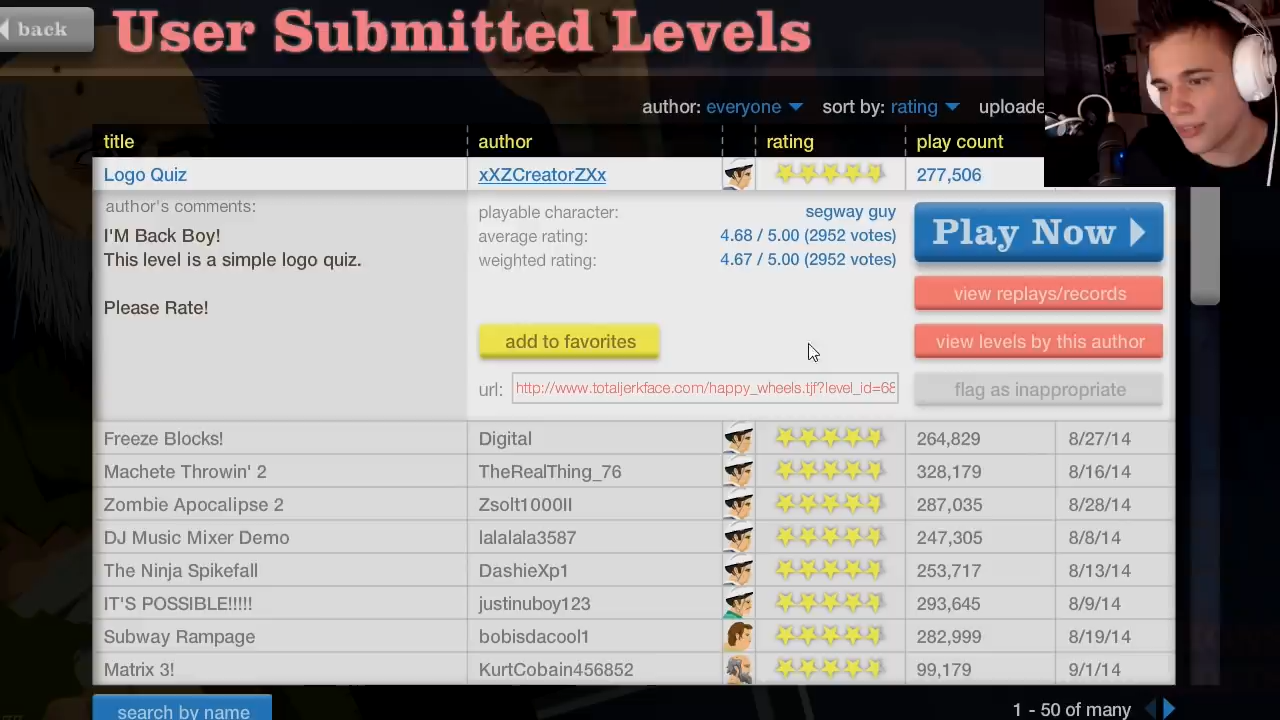 back
User Submitted Levels
author: everyone sort by: rating uploade
title author rating play count
Logo Quiz xXZCreatorZXx 277,506
author's comments:
I'M Back Boy!
This level is a simple logo quiz.
Please Rate!
playable character: segway guy
average rating: 4.68 / 5.00 (2952 votes)
weighted rating: 4.67 / 5.00 (2952 votes)
add to favorites
url: http://www.totaljerkface.com/happy_wheels.tjf?level_id=68
Play Now
view replays/records
view levels by this author
flag as inappropriate
Freeze Blocks! Digital 264,829 8/27/14
Machete Throwin' 2 TheRealThing_76 328,179 8/16/14
Zombie Apocalipse 2 Zsolt1000II 287,035 8/28/14
DJ Music Mixer Demo lalalala3587 247,305 8/8/14
The Ninja Spikefall DashieXp1 253,717 8/13/14
IT'S POSSIBLE!!!!! justinuboy123 293,645 8/9/14
Subway Rampage bobisdacool1 282,999 8/19/14
Matrix 3! KurtCobain456852 99,179 9/1/14
search by name
1 - 50 of many